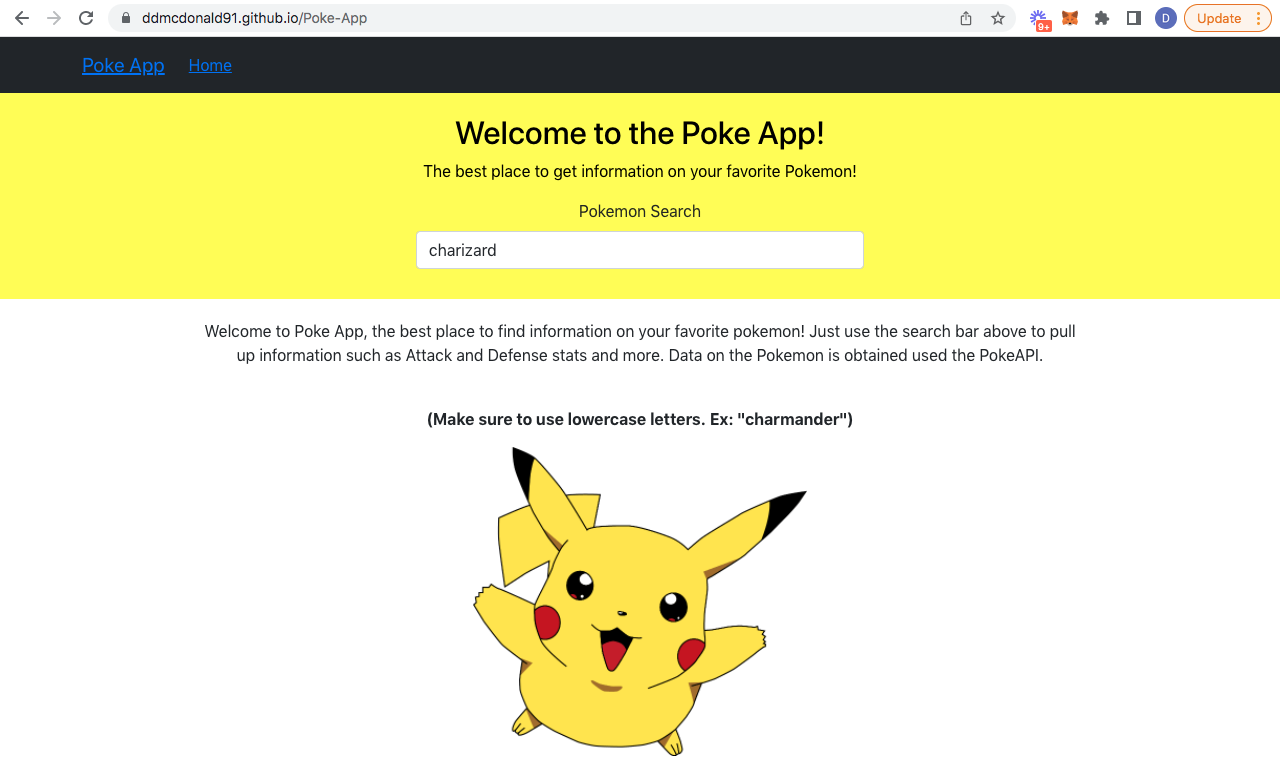 ddmcdonald91.github.io/Poke-App
9+
D
Update
Poke App
Home
Welcome to the Poke App!
The best place to get information on your favorite Pokemon!
Pokemon Search
charizard
Welcome to Poke App, the best place to find information on your favorite pokemon! Just use the search bar above to pull
up information such as Attack and Defense stats and more. Data on the Pokemon is obtained used the PokeAPI.
(Make sure to use lowercase letters. Ex: "charmander")